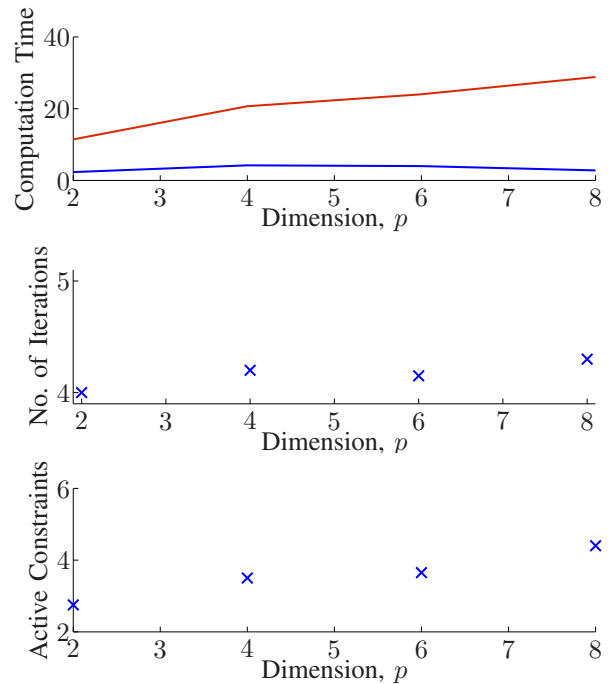 Computation Time
40
20
0
2 3 4 5 6 7 8
Dimension, p
No. of Iterations
5
4
2 3 4 5 6 7 8
Dimension, p
Active Constraints
6
4
2
2 3 4 5 6 7 8
Dimension, p